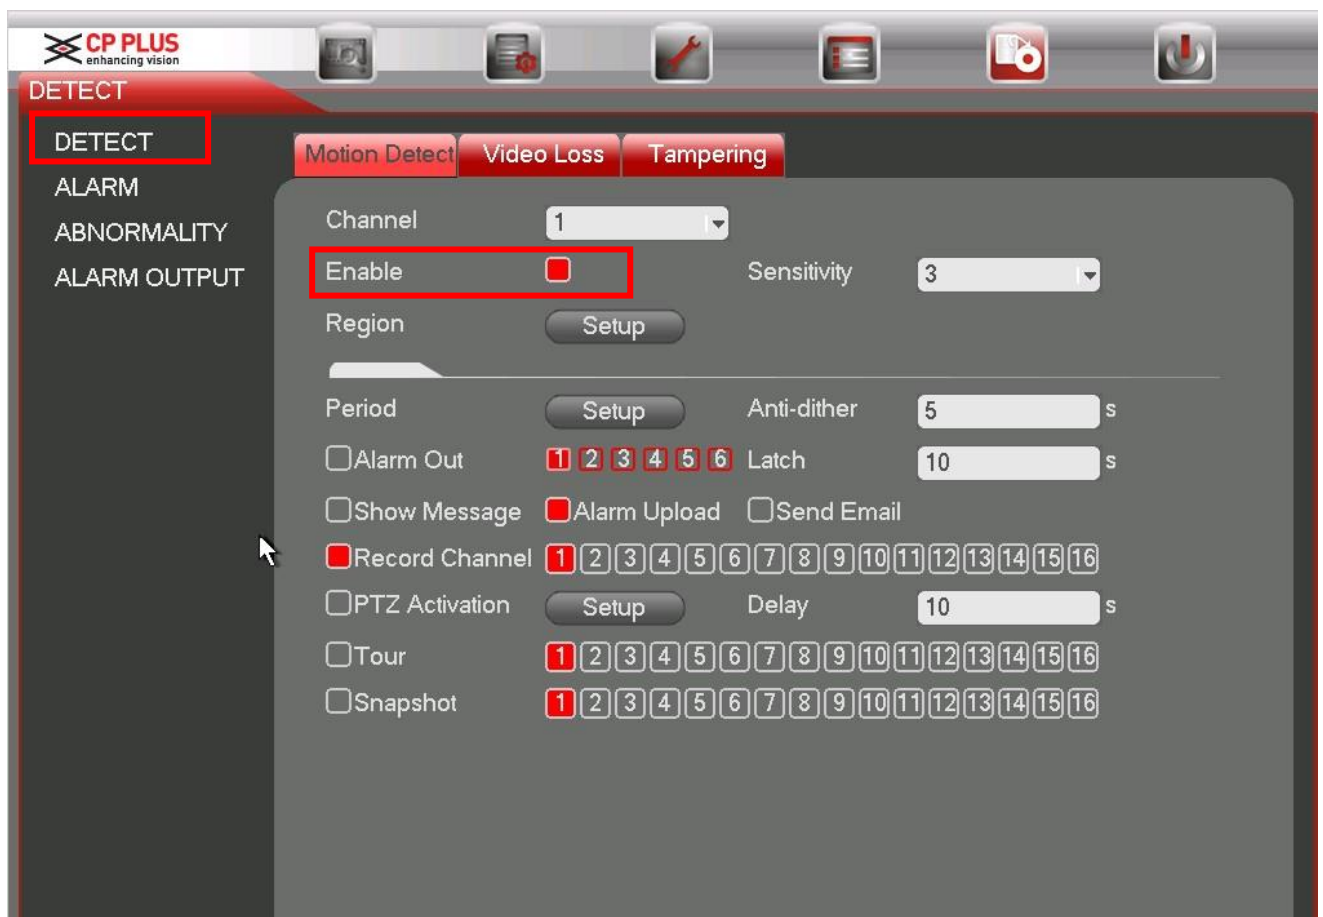 CP PLUS
enhancing vision
DETECT
DETECT
ALARM
ABNORMALITY
ALARM OUTPUT
Motion Detect Video Loss Tampering
Channel 1
Enable Sensitivity 3
Region Setup
Period Setup Anti-dither 5 s
Alarm Out 1 2 3 4 5 6 Latch 10 s
Show Message Alarm Upload Send Email
Record Channel 1 2 3 4 5 6 7 8 9 10 11 12 13 14 15 16
PTZ Activation Setup Delay 10 s
Tour 1 2 3 4 5 6 7 8 9 10 11 12 13 14 15 16
Snapshot 1 2 3 4 5 6 7 8 9 10 11 12 13 14 15 16